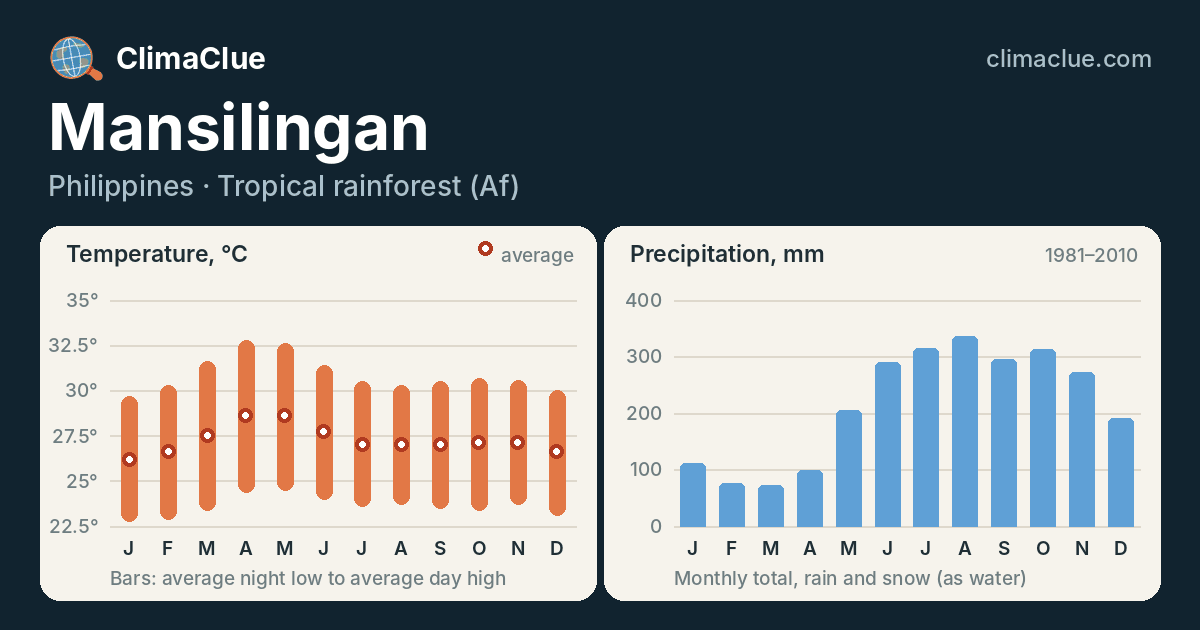 ClimaClue
climaclue.com
Mansilingan
Philippines · Tropical rainforest (Af)
Temperature, °C
average
35°
32.5°
30°
27.5°
25°
22.5°
J F M A M J J A S O N D
Bars: average night low to average day high
Precipitation, mm
1981–2010
400
300
200
100
0
J F M A M J J A S O N D
Monthly total, rain and snow (as water)